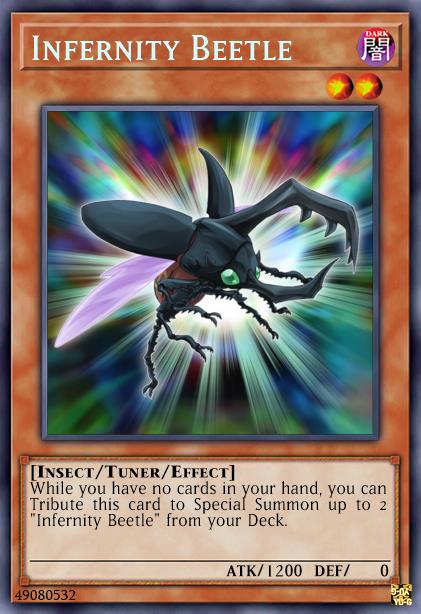 Infernity Beetle
DARK
闇
[Insect/Tuner/Effect]
While you have no cards in your hand, you can
Tribute this card to Special Summon up to 2
"Infernity Beetle" from your Deck.
ATK/1200 DEF/ 0
49080532